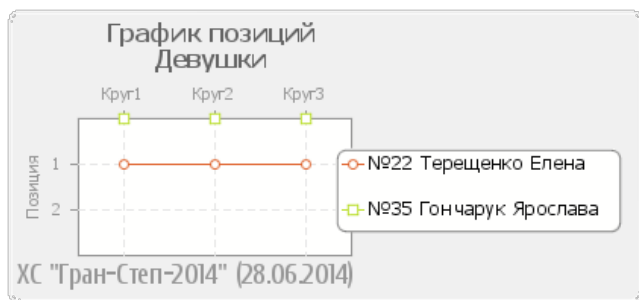 График позиций
Девушки
Круг1 Круг2 Круг3
Позиция
1
2
№22 Терещенко Елена
№35 Гончарук Ярослава
ХС "Гран-Степ-2014" (28.06.2014)